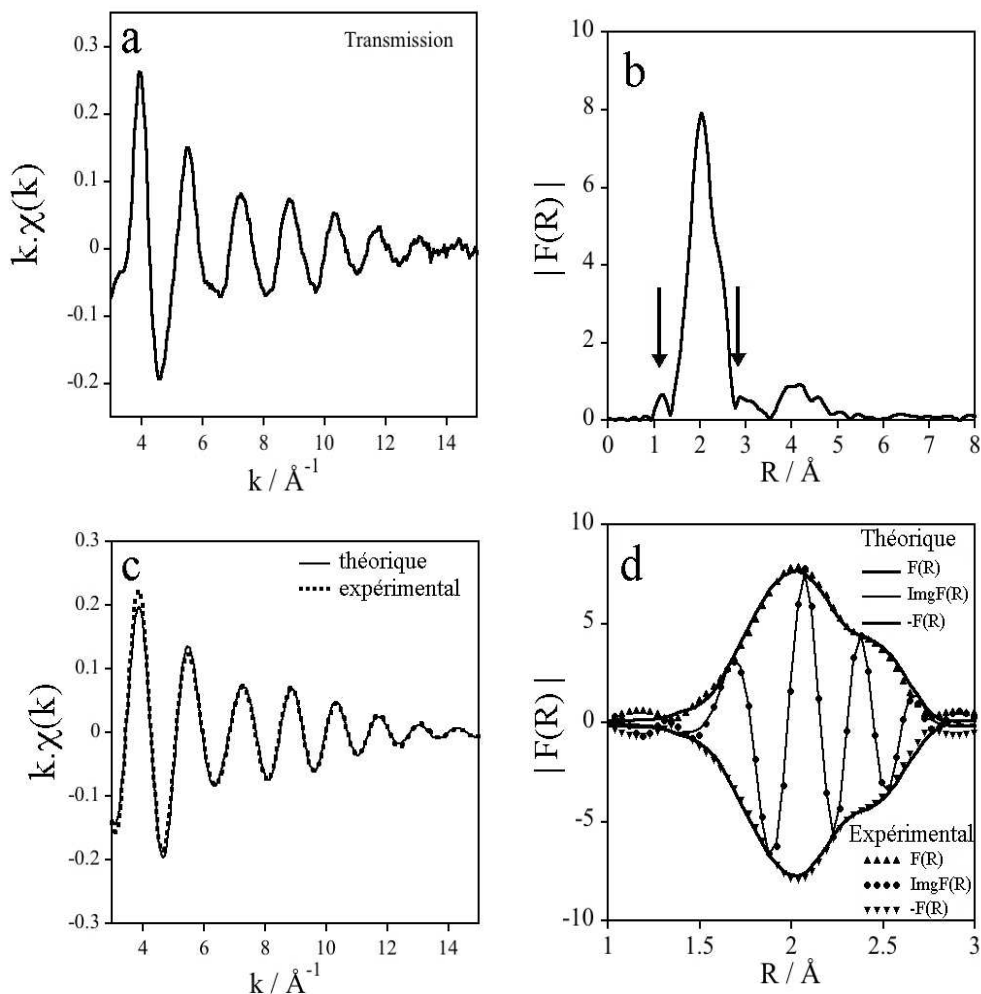 a
Transmission
0.3
0.2
0.1
0
-0.1
-0.2
k.χ(k)
4 6 8 10 12 14
k / Å⁻¹
b
10
8
6
4
2
0
| F(R) |
0 1 2 3 4 5 6 7 8
R / Å
c
théorique
expérimental
0.3
0.2
0.1
0
-0.1
-0.2
-0.3
k.χ(k)
4 6 8 10 12 14
k / Å⁻¹
d
Théorique
F(R)
ImgF(R)
-F(R)
10
5
0
-5
-10
| F(R) |
Expérimental
F(R)
ImgF(R)
-F(R)
1 1.5 2 2.5 3
R / Å